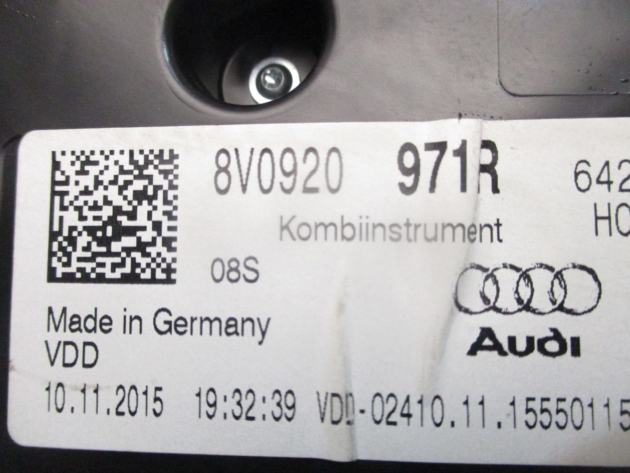 8V0920 971R 642
Kombiinstrument HC
08S
Audi
Made in Germany
VDD
10.11.2015 19:32:39 VDD-02410.11.15550115